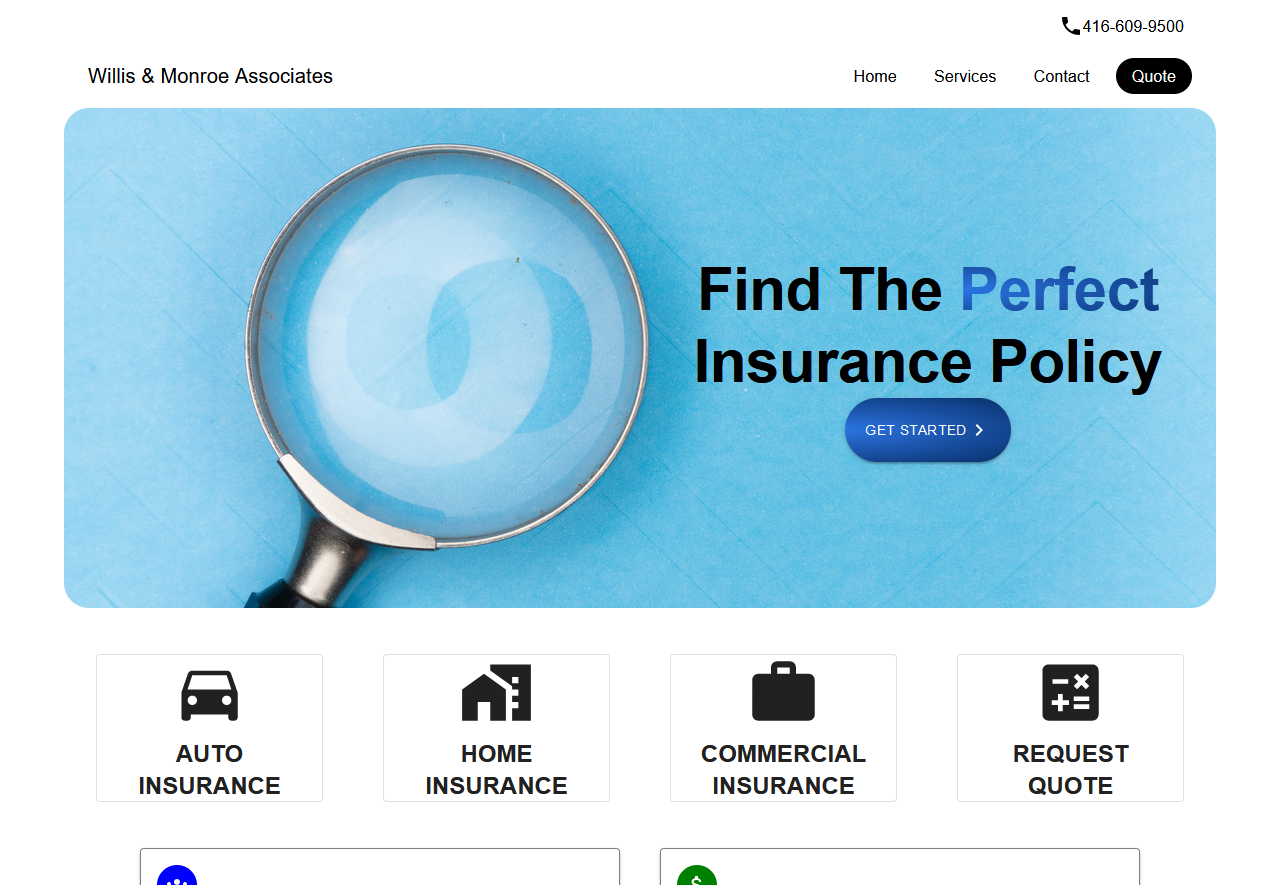 416-609-9500
Willis & Monroe Associates
Home
Services
Contact
Quote
Find The Perfect
Insurance Policy
GET STARTED
AUTO
INSURANCE
HOME
INSURANCE
COMMERCIAL
INSURANCE
REQUEST
QUOTE